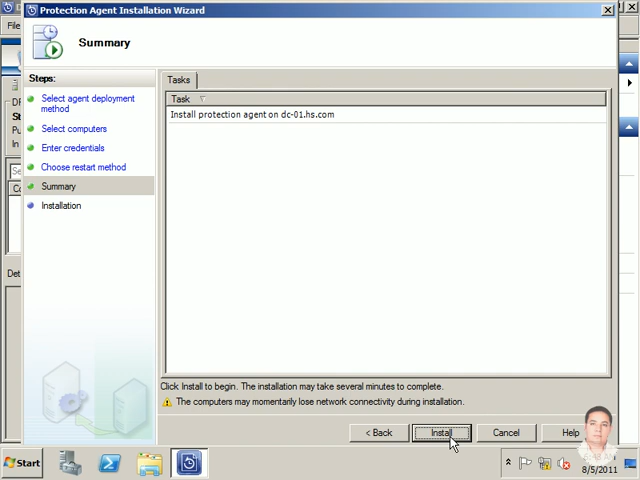 Protection Agent Installation Wizard
Summary
Steps:
Select agent deployment
method
Select computers
Enter credentials
Choose restart method
Summary
Installation
Tasks
Task
Install protection agent on dc-01.hs.com
Click Install to begin. The installation may take several minutes to complete.
The computers may momentarily lose network connectivity during installation.
< Back
Install
Cancel
Help
Start
8/5/2011